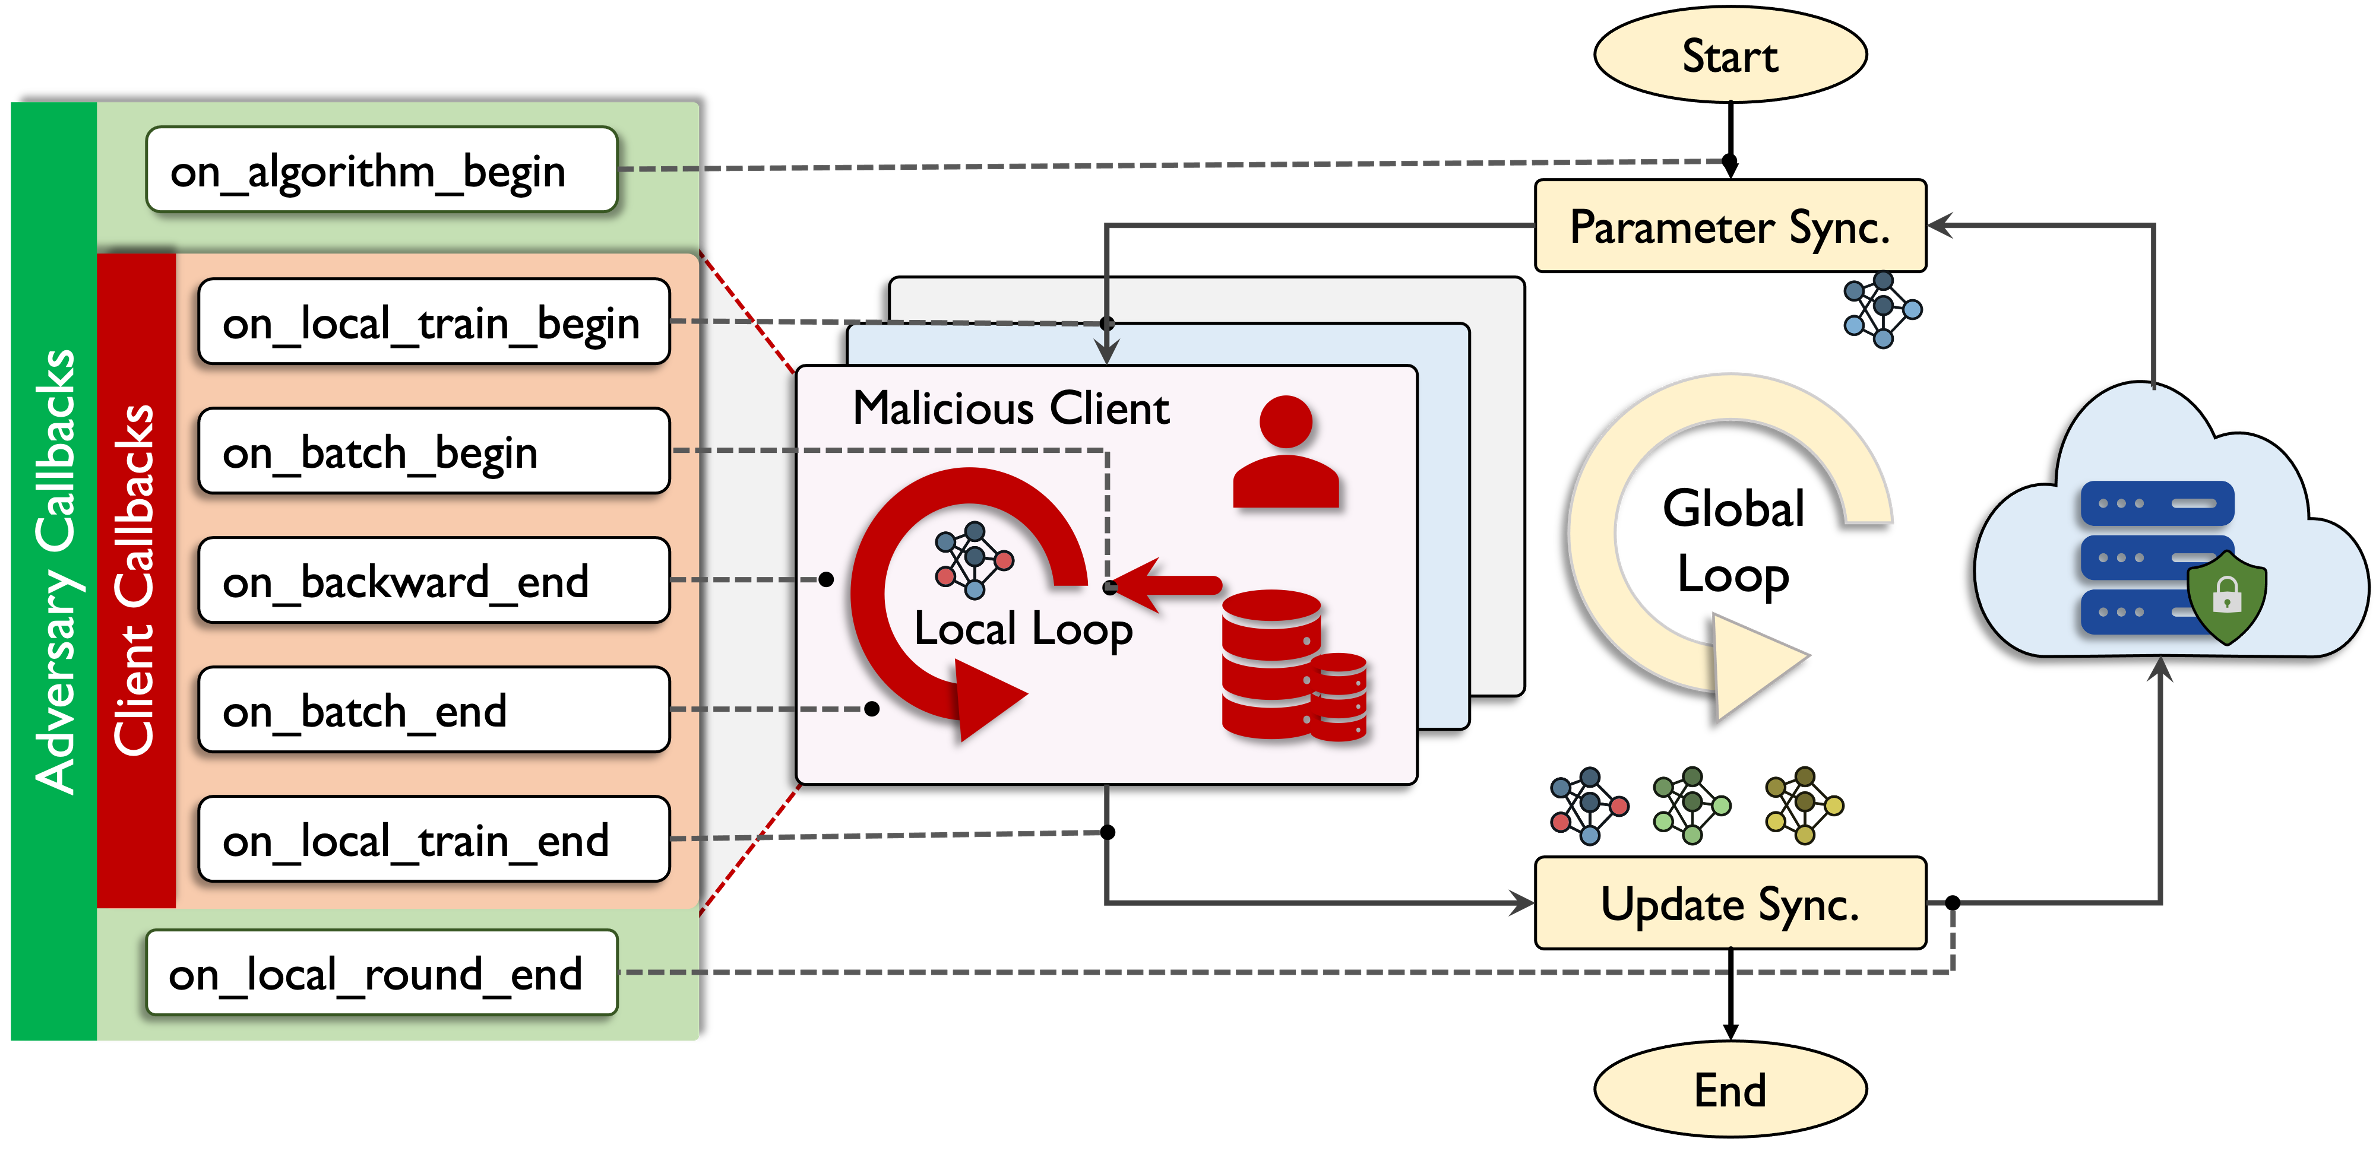 Start
on_algorithm_begin
Parameter Sync.
on_local_train_begin
Adversary Callbacks
Client Callbacks
Malicious Client
on_batch_begin
Global
Loop
on_backward_end
Local Loop
on_batch_end
on_local_train_end
Update Sync.
on_local_round_end
End